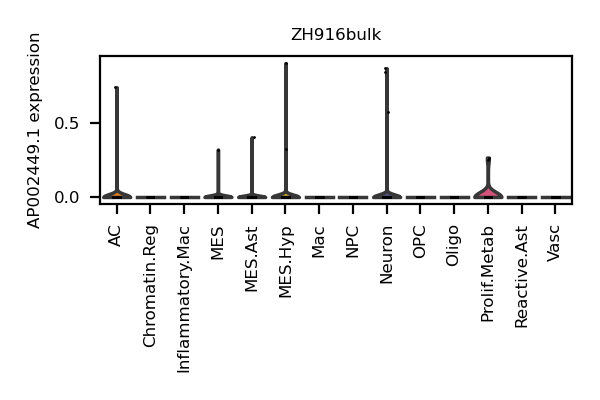 ZH916bulk
AP002449.1 expression
0.5
0.0
AC
Chromatin.Reg
Inflammatory.Mac
MES
MES.Ast
MES.Hyp
Mac
NPC
Neuron
OPC
Oligo
Prolif.Metab
Reactive.Ast
Vasc